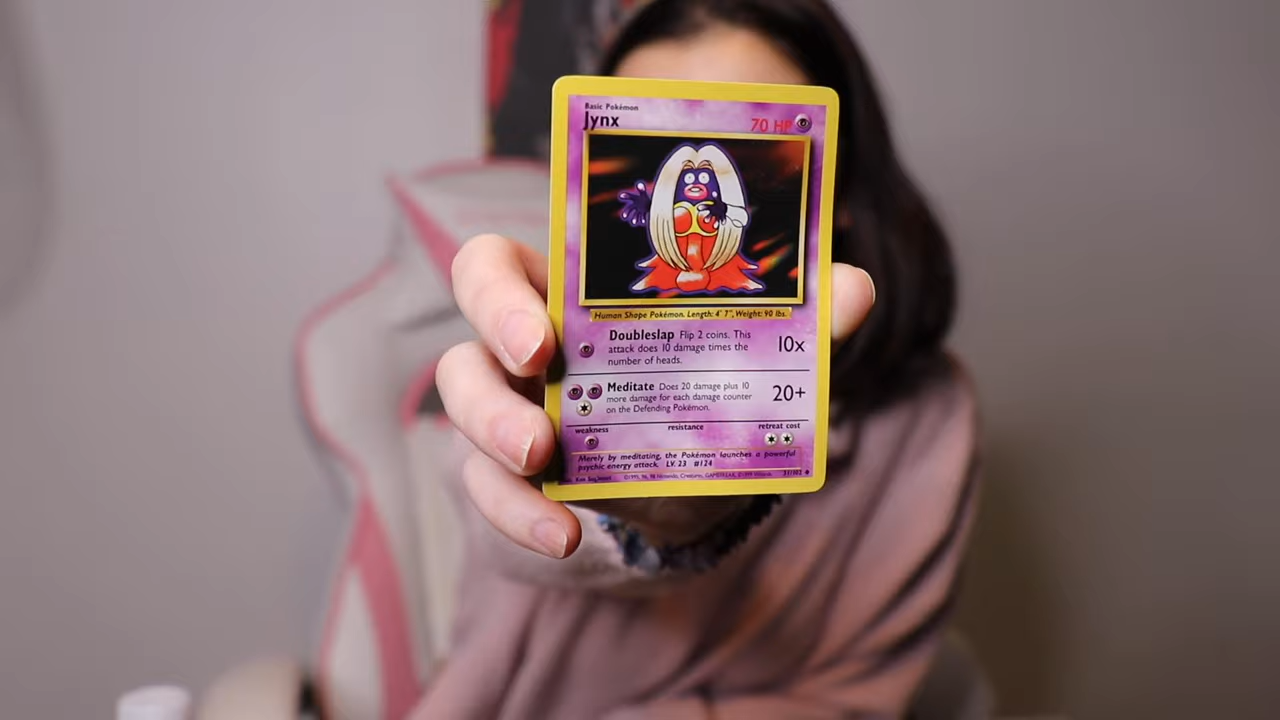 Basic Pokémon
Jynx
70 HP
Human Shape Pokémon. Length: 4' 7", Weight: 90 lbs.
Doubleslap Flip 2 coins. This
attack does 10 damage times the
number of heads.
10x
Meditate Does 20 damage plus 10
more damage for each damage counter
on the Defending Pokémon.
20+
weakness
resistance
retreat cost
Merely by meditating, the Pokémon launches a powerful
psychic energy attack. LV. 23 #124
31/102